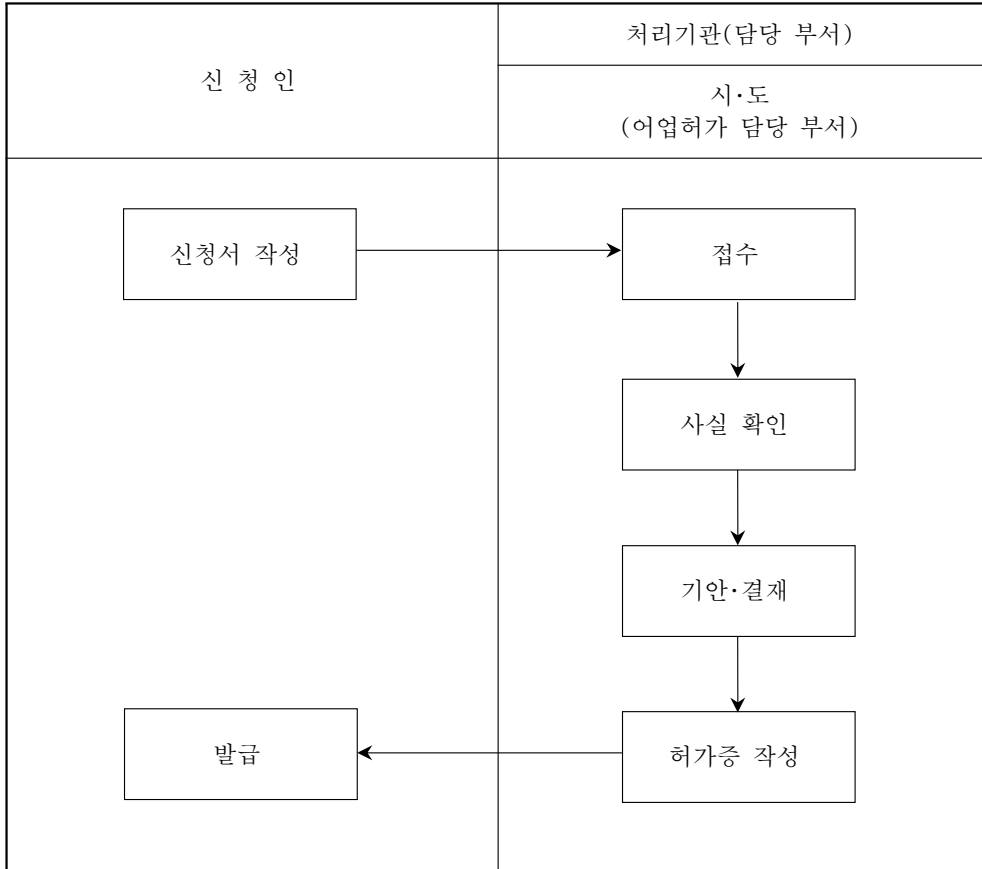 신 청 인
처리기관(담당 부서)
시·도
(어업허가 담당 부서)
신청서 작성
접수
사실 확인
기안·결재
발급
허가증 작성